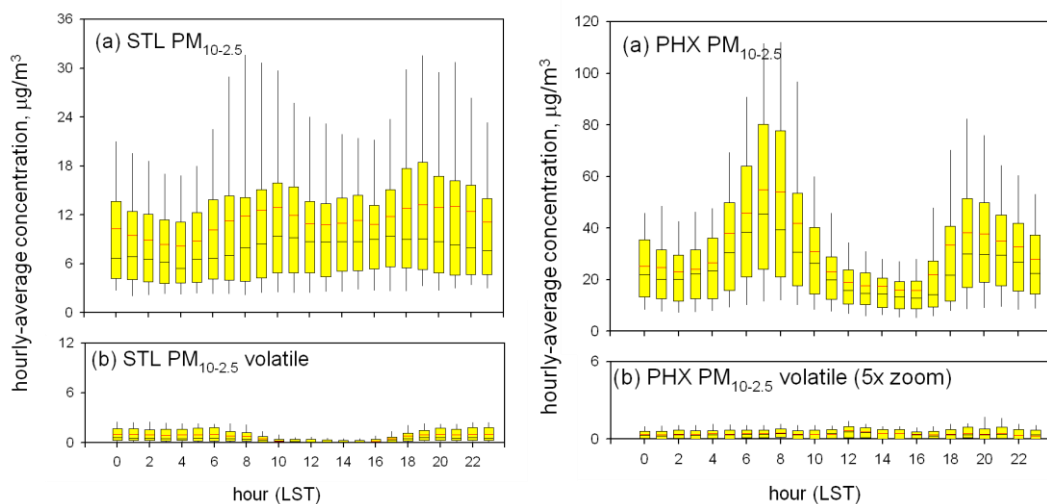 hourly-average concentration, μg/m³
(a) STL PM10-2.5
36
30
24
18
12
6
0
(b) STL PM10-2.5 volatile
12
6
0
0 2 4 6 8 10 12 14 16 18 20 22
hour (LST)
hourly-average concentration, μg/m³
(a) PHX PM10-2.5
120
100
80
60
40
20
0
(b) PHX PM10-2.5 volatile (5x zoom)
6
0
0 2 4 6 8 10 12 14 16 18 20 22
hour (LST)